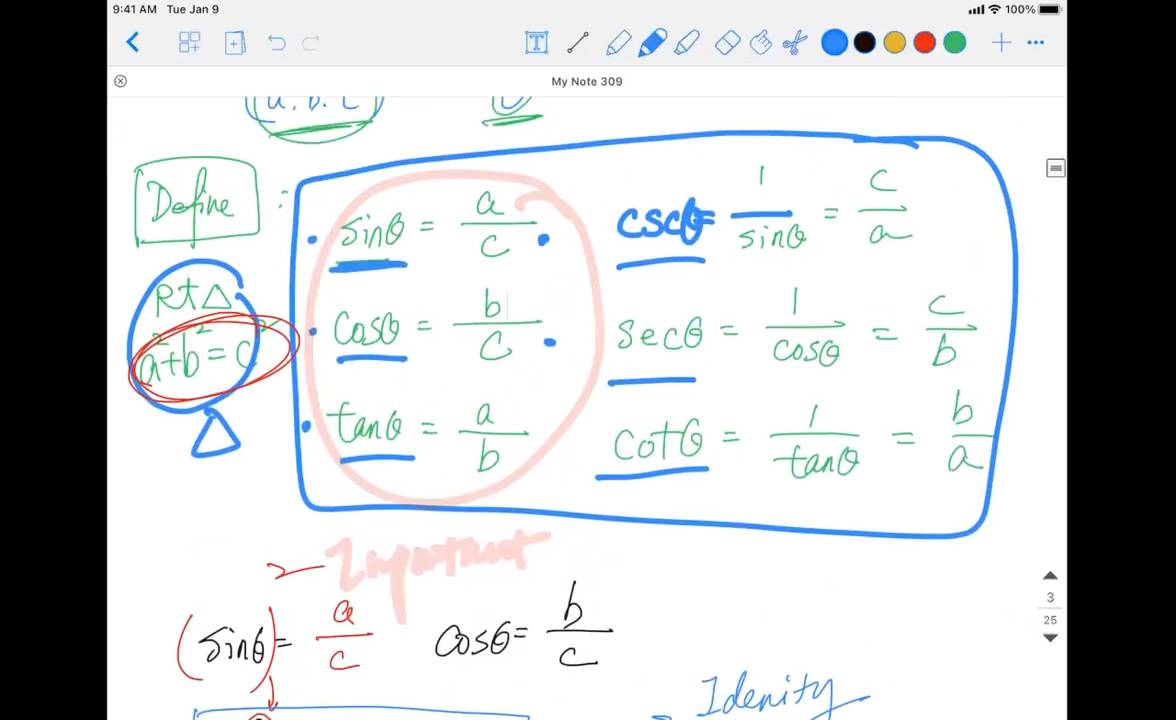 9:41 AM Tue Jan 9 100%
My Note 309
a, b, c
Define :
sinθ = a/c cscθ = 1/sinθ = c/a
Rt △
a² + b² = c²
cosθ = b/c secθ = 1/cosθ = c/b
tanθ = a/b cotθ = 1/tanθ = b/a
Important
(sinθ) = a/c cosθ = b/c
3
25
Idenity